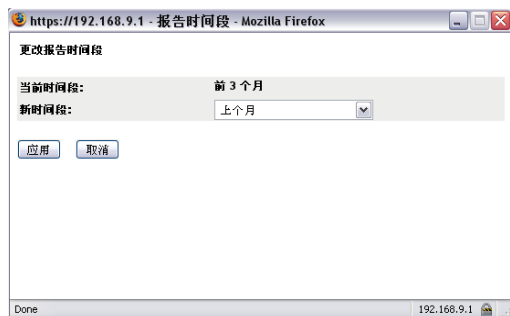 https://192.168.9.1 - 报告时间段 - Mozilla Firefox
更改报告时间段
当前时间段: 前 3 个月
新时间段: 上个月
应用 取消
Done 192.168.9.1